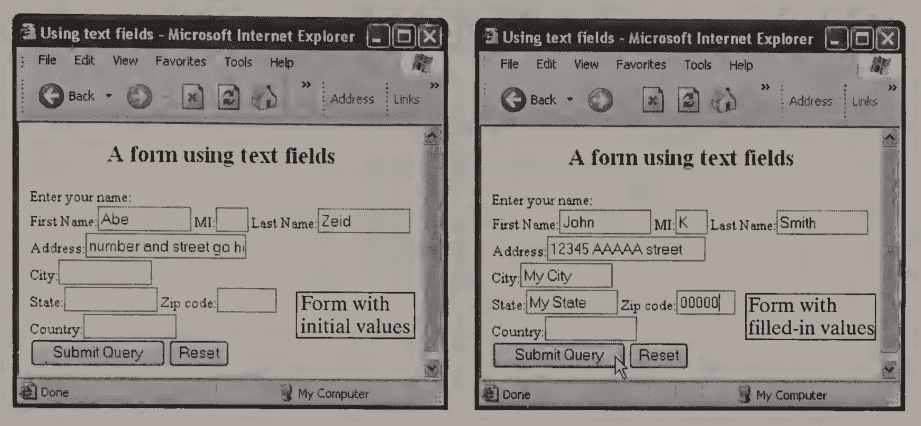 Using text fields - Microsoft Internet Explorer
File Edit View Favorites Tools Help
Back » Address Links »
A form using text fields
Enter your name:
First Name: Abe MI: Last Name: Zeid
Address: number and street go h
City:
State: Zip code:
Form with
initial values
Country:
Submit Query Reset
Done My Computer
Using text fields - Microsoft Internet Explorer
File Edit View Favorites Tools Help
Back » Address Links »
A form using text fields
Enter your name:
First Name: John MI: K Last Name: Smith
Address: 12345 AAAAA street
City: My City
State: My State Zip code: 00000
Form with
filled-in values
Country:
Submit Query Reset
Done My Computer